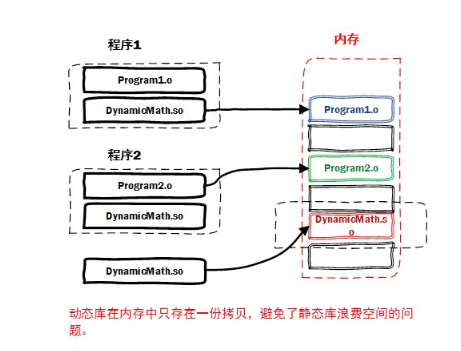 程序1
内存
Program1.o
DynamicMath.so
Program1.o
程序2
Program2.o
Program2.o
DynamicMath.so
DynamicMath.s
o
DynamicMath.so
动态库在内存中只存在一份拷贝，避免了静态库浪费空间的问
题。